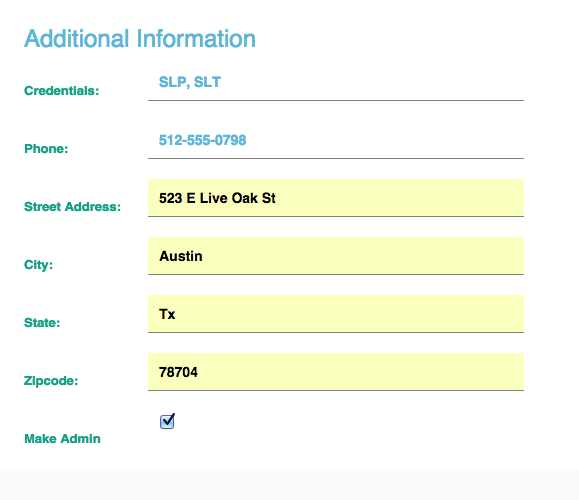 Additional Information
Credentials: SLP, SLT
Phone: 512-555-0798
Street Address: 523 E Live Oak St
City: Austin
State: Tx
Zipcode: 78704
Make Admin